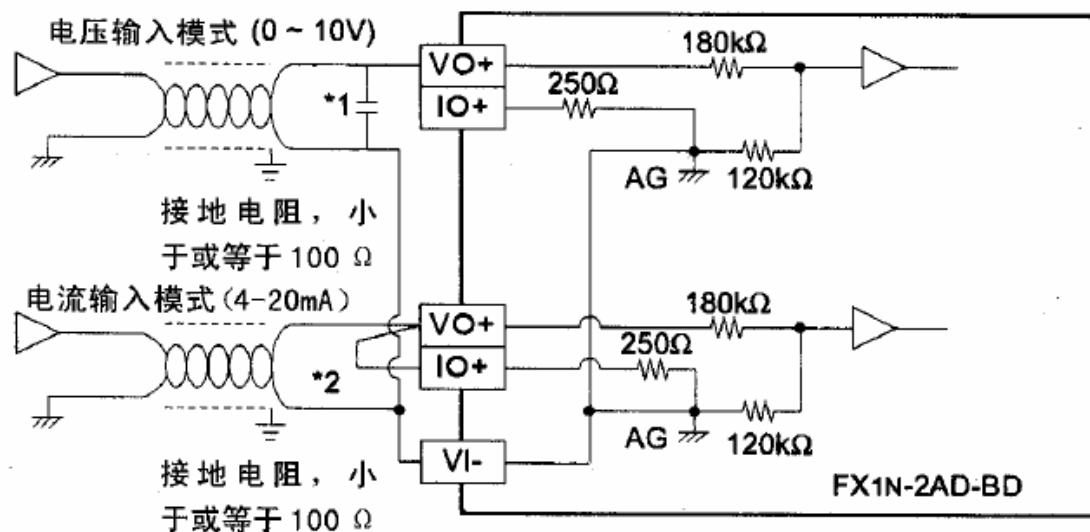 电压输入模式 (0 ~ 10V)
*1
VO+
IO+
250Ω
180kΩ
AG
120kΩ
接地电阻，小
于或等于 100 Ω
电流输入模式 (4-20mA)
*2
VO+
IO+
250Ω
180kΩ
AG
120kΩ
VI-
接地电阻，小
于或等于 100 Ω
FX1N-2AD-BD